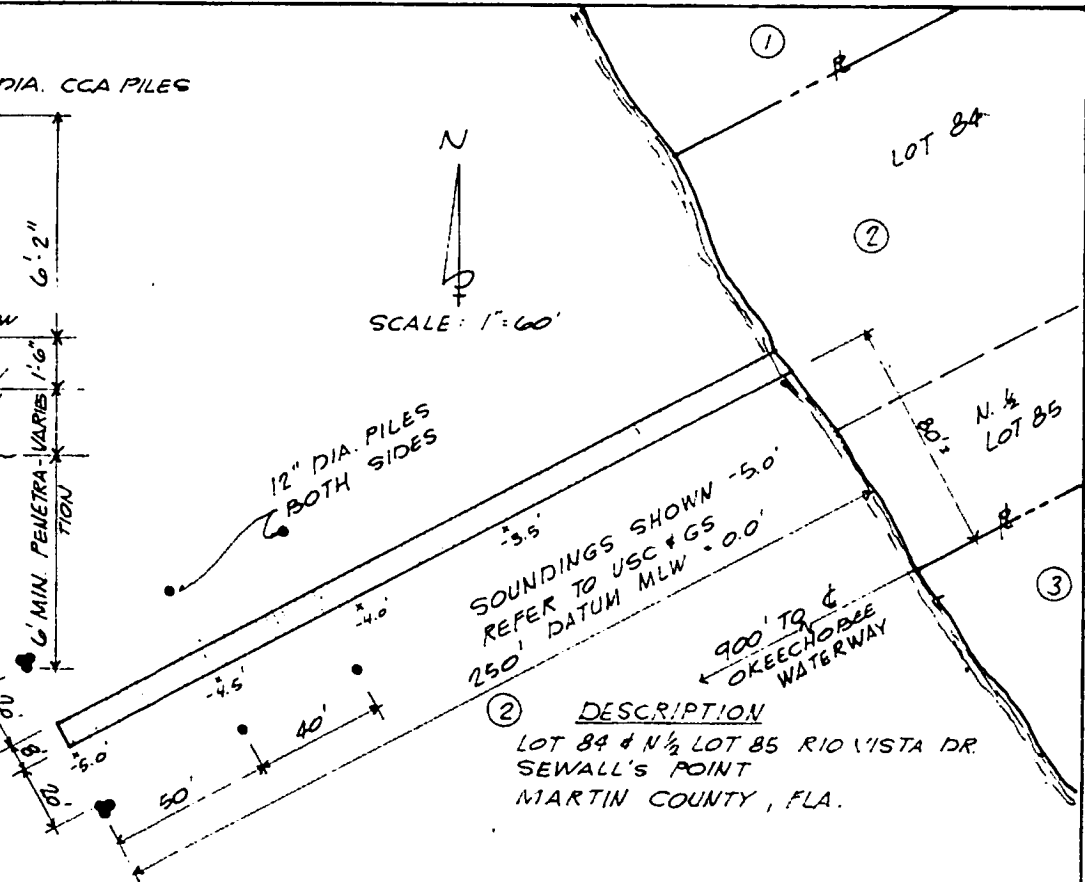 DIA. CCA PILES
①
℄
LOT 84
②
N
SCALE: 1"=60'
6'-2"
1'-6"
VARIES
6' MIN. PENETRA-
TION
12" DIA. PILES
BOTH SIDES
80'±
N. ½
LOT 85
℄
③
-3.5'
-4.0'
-4.5'
-5.0'
SOUNDINGS SHOWN -5.0'
REFER TO USC & GS
DATUM MLW = 0.0'
250'
900' TO ℄
OKEECHOBEE
WATERWAY
40'
50'
8'
②
DESCRIPTION
LOT 84 & N½ LOT 85 RIO VISTA DR.
SEWALL'S POINT
MARTIN COUNTY, FLA.